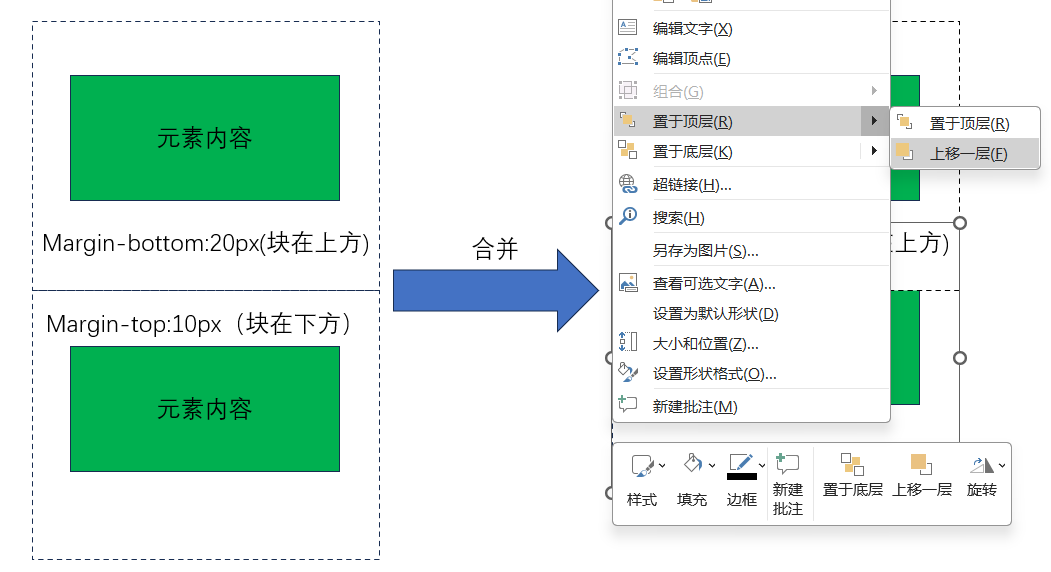 元素内容
Margin-bottom:20px(块在上方)
Margin-top:10px（块在下方）
元素内容
合并
编辑文字(X)
编辑顶点(E)
组合(G)
置于顶层(R)
置于底层(K)
超链接(H)...
搜索(H)
另存为图片(S)...
查看可选文字(A)...
设置为默认形状(D)
大小和位置(Z)...
设置形状格式(O)...
新建批注(M)
置于顶层(R)
上移一层(F)
上方)
样式
填充
边框
新建
批注
置于底层
上移一层
旋转